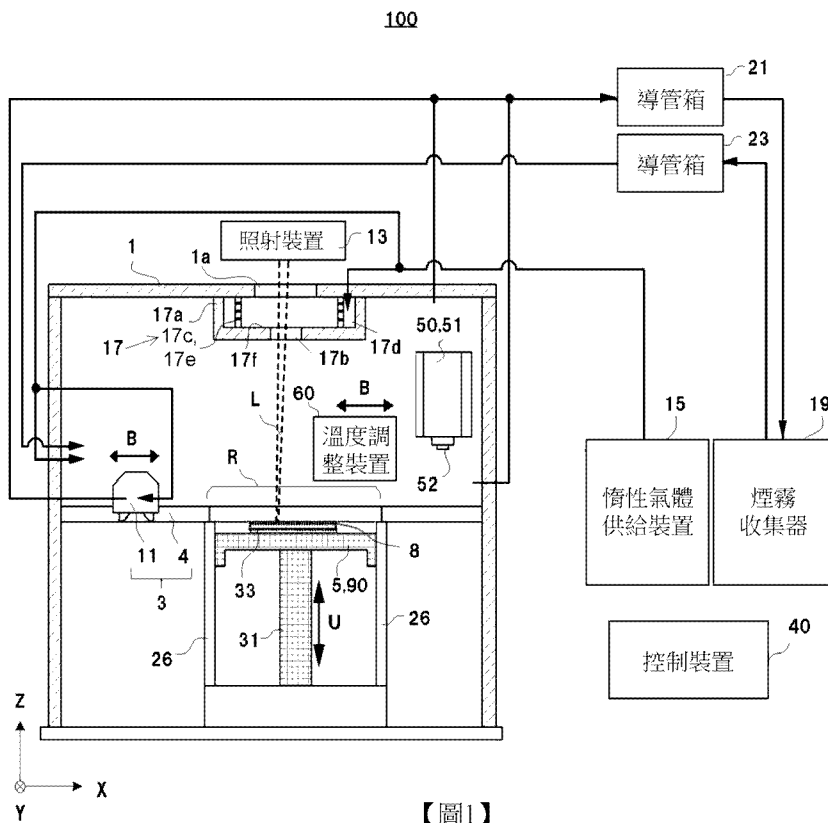 100
21
導管箱
23
導管箱
照射裝置
13
1
1a
17a
17
17c,
17e
17f
17b
17d
50,51
L
60
B
溫度調整裝置
52
15
惰性氣體供給裝置
19
煙霧收集器
B
R
11
4
3
33
5,90
8
26
31
U
26
40
控制裝置
Z
X
Y
【圖1】